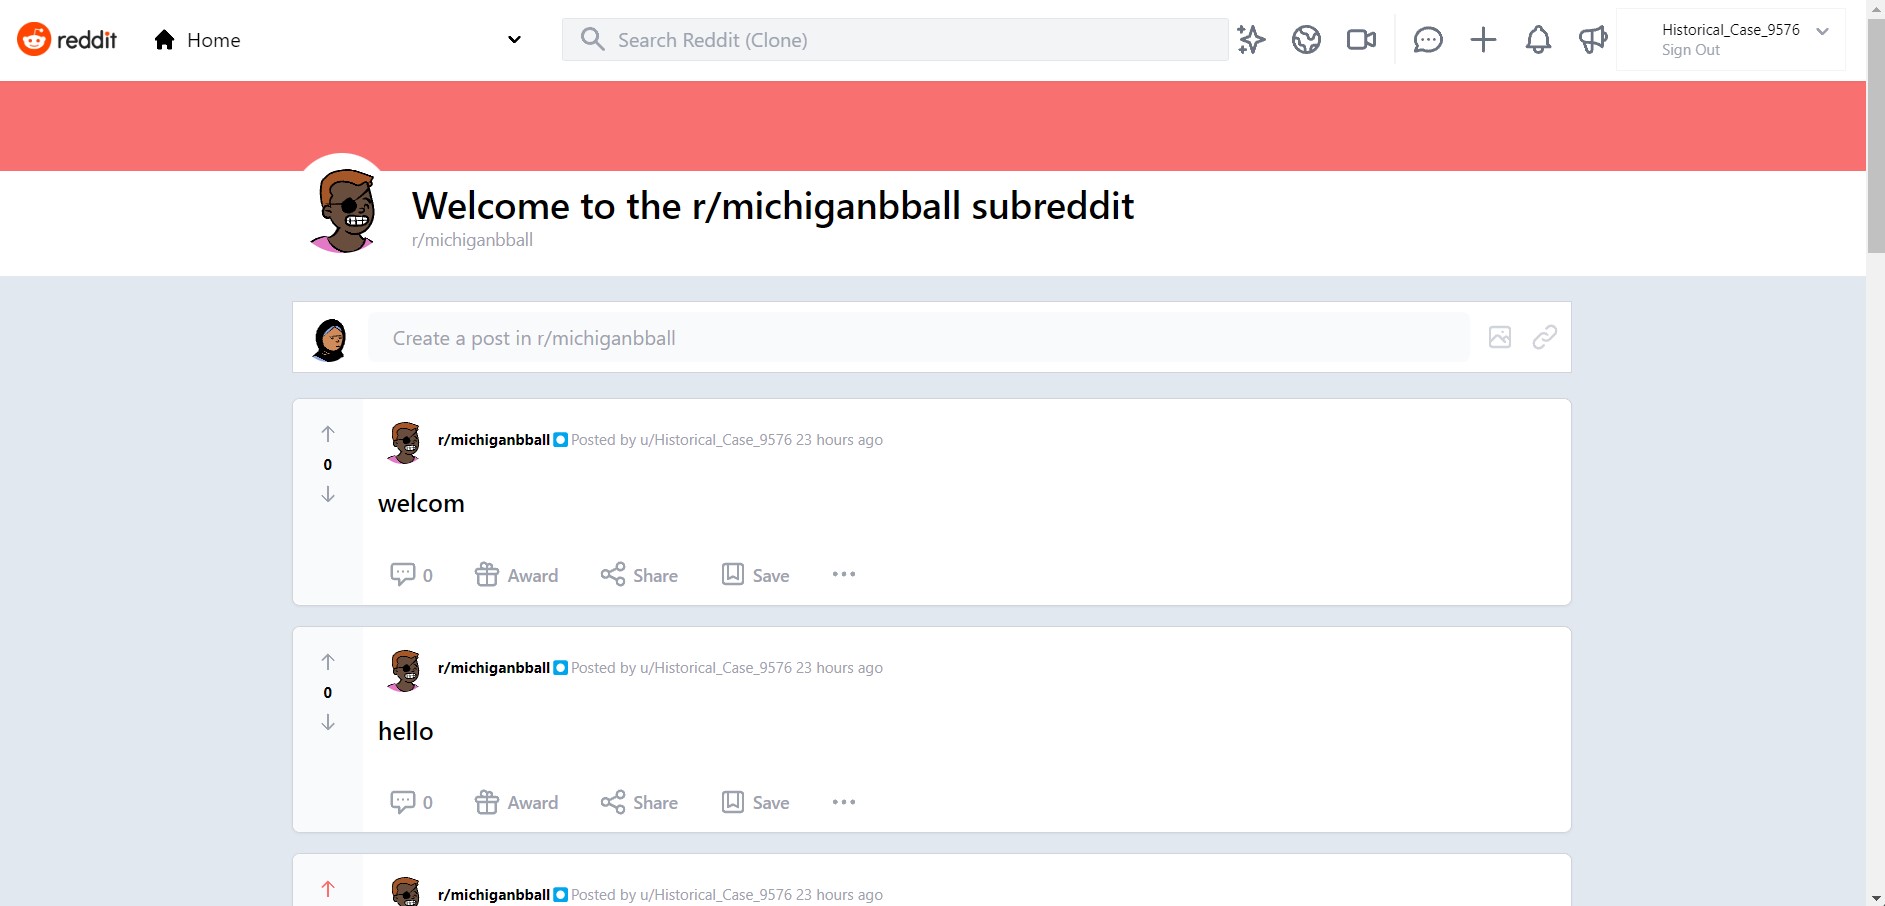 reddit Home Search Reddit (Clone) Historical_Case_9576
Sign Out
Welcome to the r/michiganbball subreddit
r/michiganbball
Create a post in r/michiganbball
r/michiganbball Posted by u/Historical_Case_9576 23 hours ago
0
welcom
0 Award Share Save
r/michiganbball Posted by u/Historical_Case_9576 23 hours ago
0
hello
0 Award Share Save
r/michiganbball Posted by u/Historical_Case_9576 23 hours ago